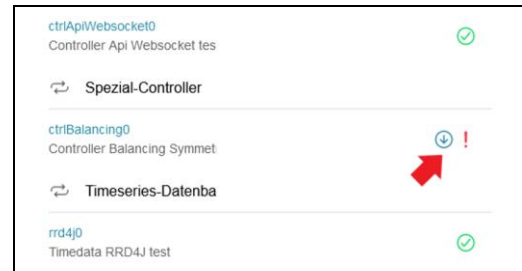 ctrlApiWebsocket0
Controller Api Websocket tes
Spezial-Controller
ctrlBalancing0
Controller Balancing Symmet
!
Timeseries-Datenba
rrd4j0
Timedata RRD4J test